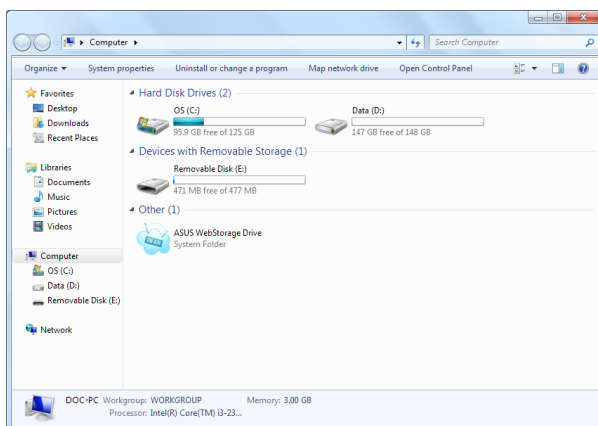 Computer
Search Computer
Organize System properties Uninstall or change a program Map network drive Open Control Panel
Favorites
Desktop
Downloads
Recent Places
Libraries
Documents
Music
Pictures
Videos
Computer
OS (C:)
Data (D:)
Removable Disk (E:)
Network
Hard Disk Drives (2)
OS (C:)
95.9 GB free of 125 GB
Data (D:)
147 GB free of 148 GB
Devices with Removable Storage (1)
Removable Disk (E:)
471 MB free of 477 MB
Other (1)
ASUS WebStorage Drive
System Folder
DOC-PC Workgroup: WORKGROUP Memory: 3.00 GB
Processor: Intel(R) Core(TM) i3-23...